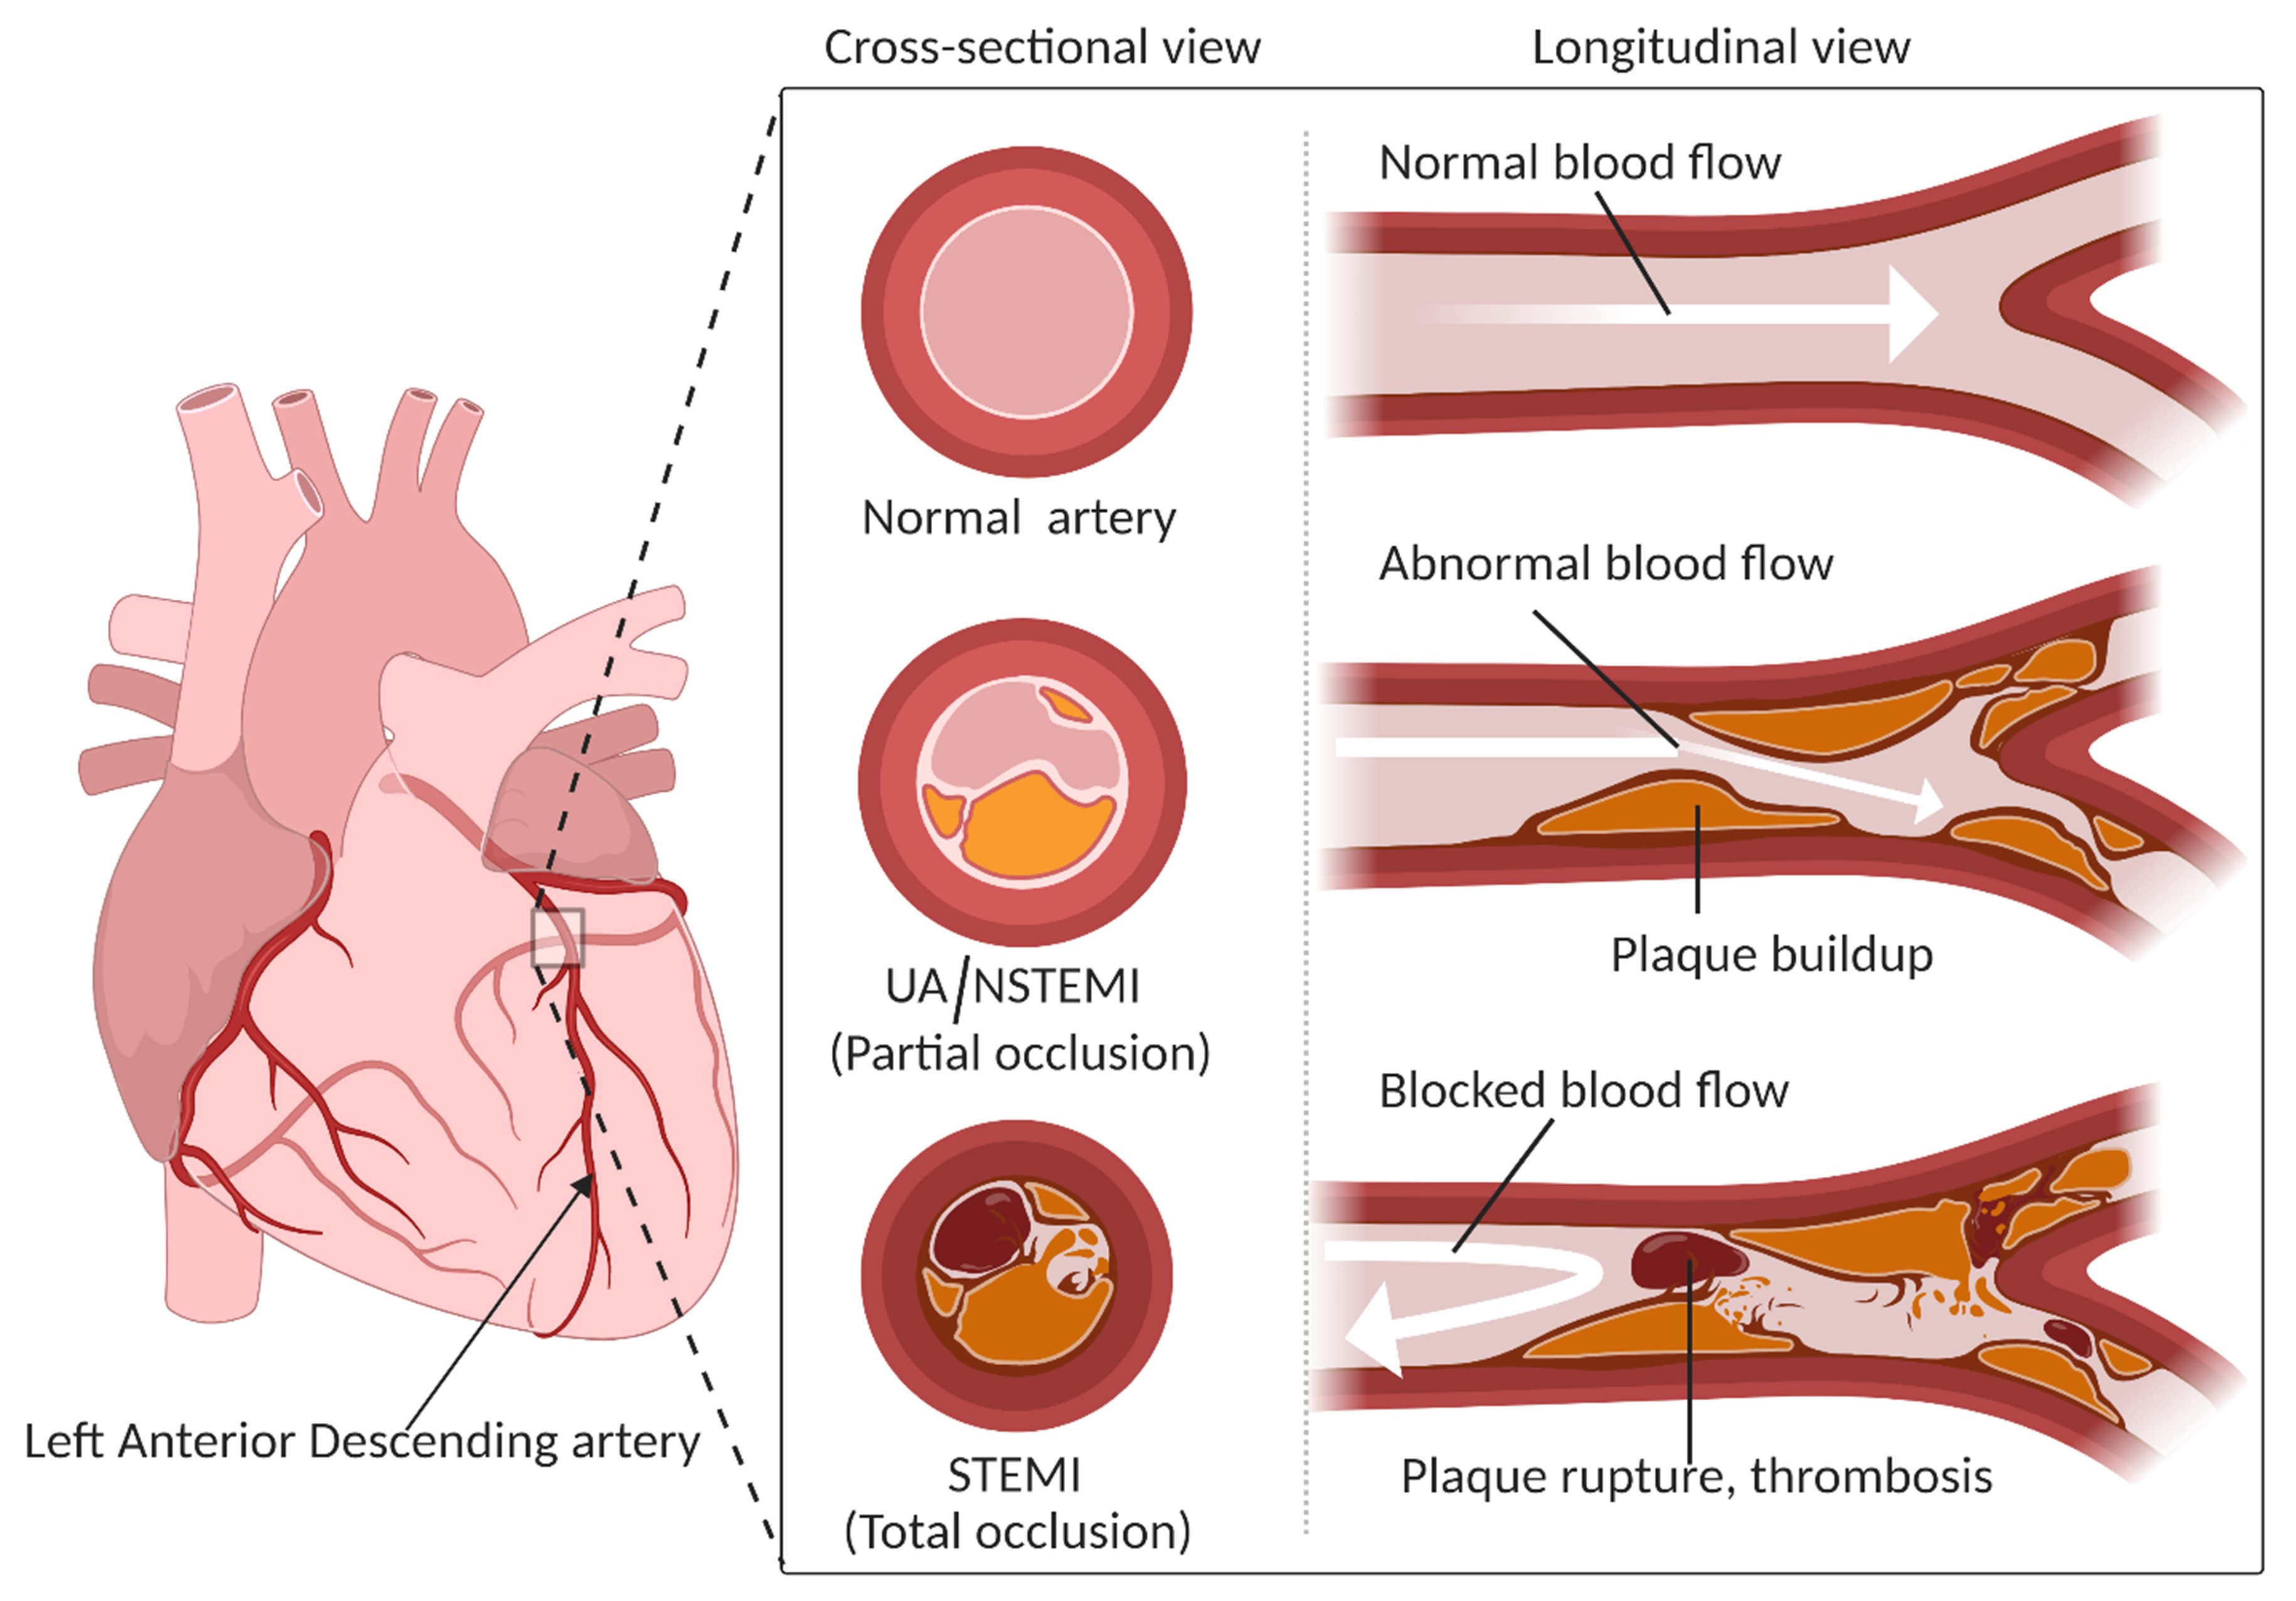 Cross-sectional view
Longitudinal view
Normal blood flow
Normal artery
Abnormal blood flow
Plaque buildup
UA/NSTEMI
(Partial occlusion)
Blocked blood flow
Left Anterior Descending artery
Plaque rupture, thrombosis
STEMI
(Total occlusion)